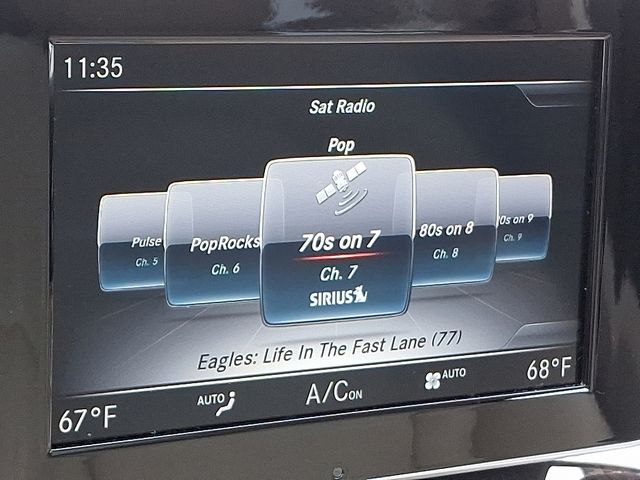 11:35
Sat Radio
Pop
Pulse
Ch. 5
PopRocks
Ch. 6
70s on 7
Ch. 7
SIRIUS
80s on 8
Ch. 8
0s on 9
Ch. 9
Eagles: Life In The Fast Lane (77)
67°F
AUTO
A/C ON
AUTO
68°F